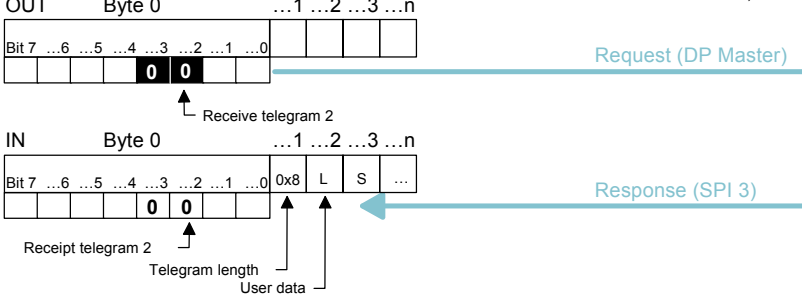 OUT Byte 0 …1 …2 …3 …n
Bit 7 …6 …5 …4 …3 …2 …1 …0
Request (DP Master)
0 0
Receive telegram 2
IN Byte 0 …1 …2 …3 …n
Bit 7 …6 …5 …4 …3 …2 …1 …0 0x8 L S …
Response (SPI 3)
0 0
Receipt telegram 2
Telegram length
User data